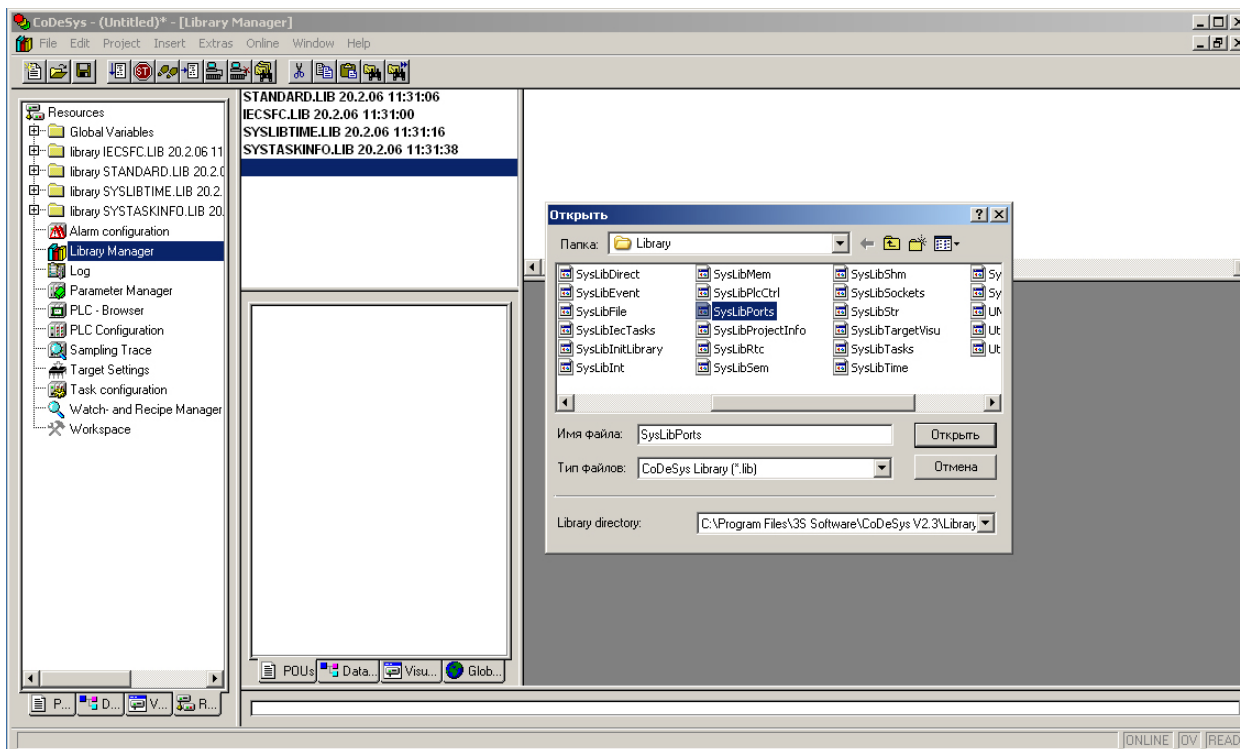 CoDeSys - (Untitled)* - [Library Manager]
File Edit Project Insert Extras Online Window Help
Resources
Global Variables
library IECSFC.LIB 20.2.06 11
library STANDARD.LIB 20.2.0
library SYSLIBTIME.LIB 20.2.
library SYSTASKINFO.LIB 20.
Alarm configuration
Library Manager
Log
Parameter Manager
PLC - Browser
PLC Configuration
Sampling Trace
Target Settings
Task configuration
Watch- and Recipe Manager
Workspace
P... D... V... R...
STANDARD.LIB 20.2.06 11:31:06
IECSFC.LIB 20.2.06 11:31:00
SYSLIBTIME.LIB 20.2.06 11:31:16
SYSTASKINFO.LIB 20.2.06 11:31:38
POUs Data... Visu... Glob...
Открыть
Папка: Library
SysLibDirect SysLibMem SysLibShm Sy
SysLibEvent SysLibPlcCtrl SysLibSockets Sy
SysLibFile SysLibPorts SysLibStr UN
SysLibIecTasks SysLibProjectInfo SysLibTargetVisu Ut
SysLibInitLibrary SysLibRtc SysLibTasks Ut
SysLibInt SysLibSem SysLibTime
Имя файла: SysLibPorts Открыть
Тип файлов: CoDeSys Library (*.lib) Отмена
Library directory: C:\Program Files\3S Software\CoDeSys V2.3\Library
ONLINE OV READ